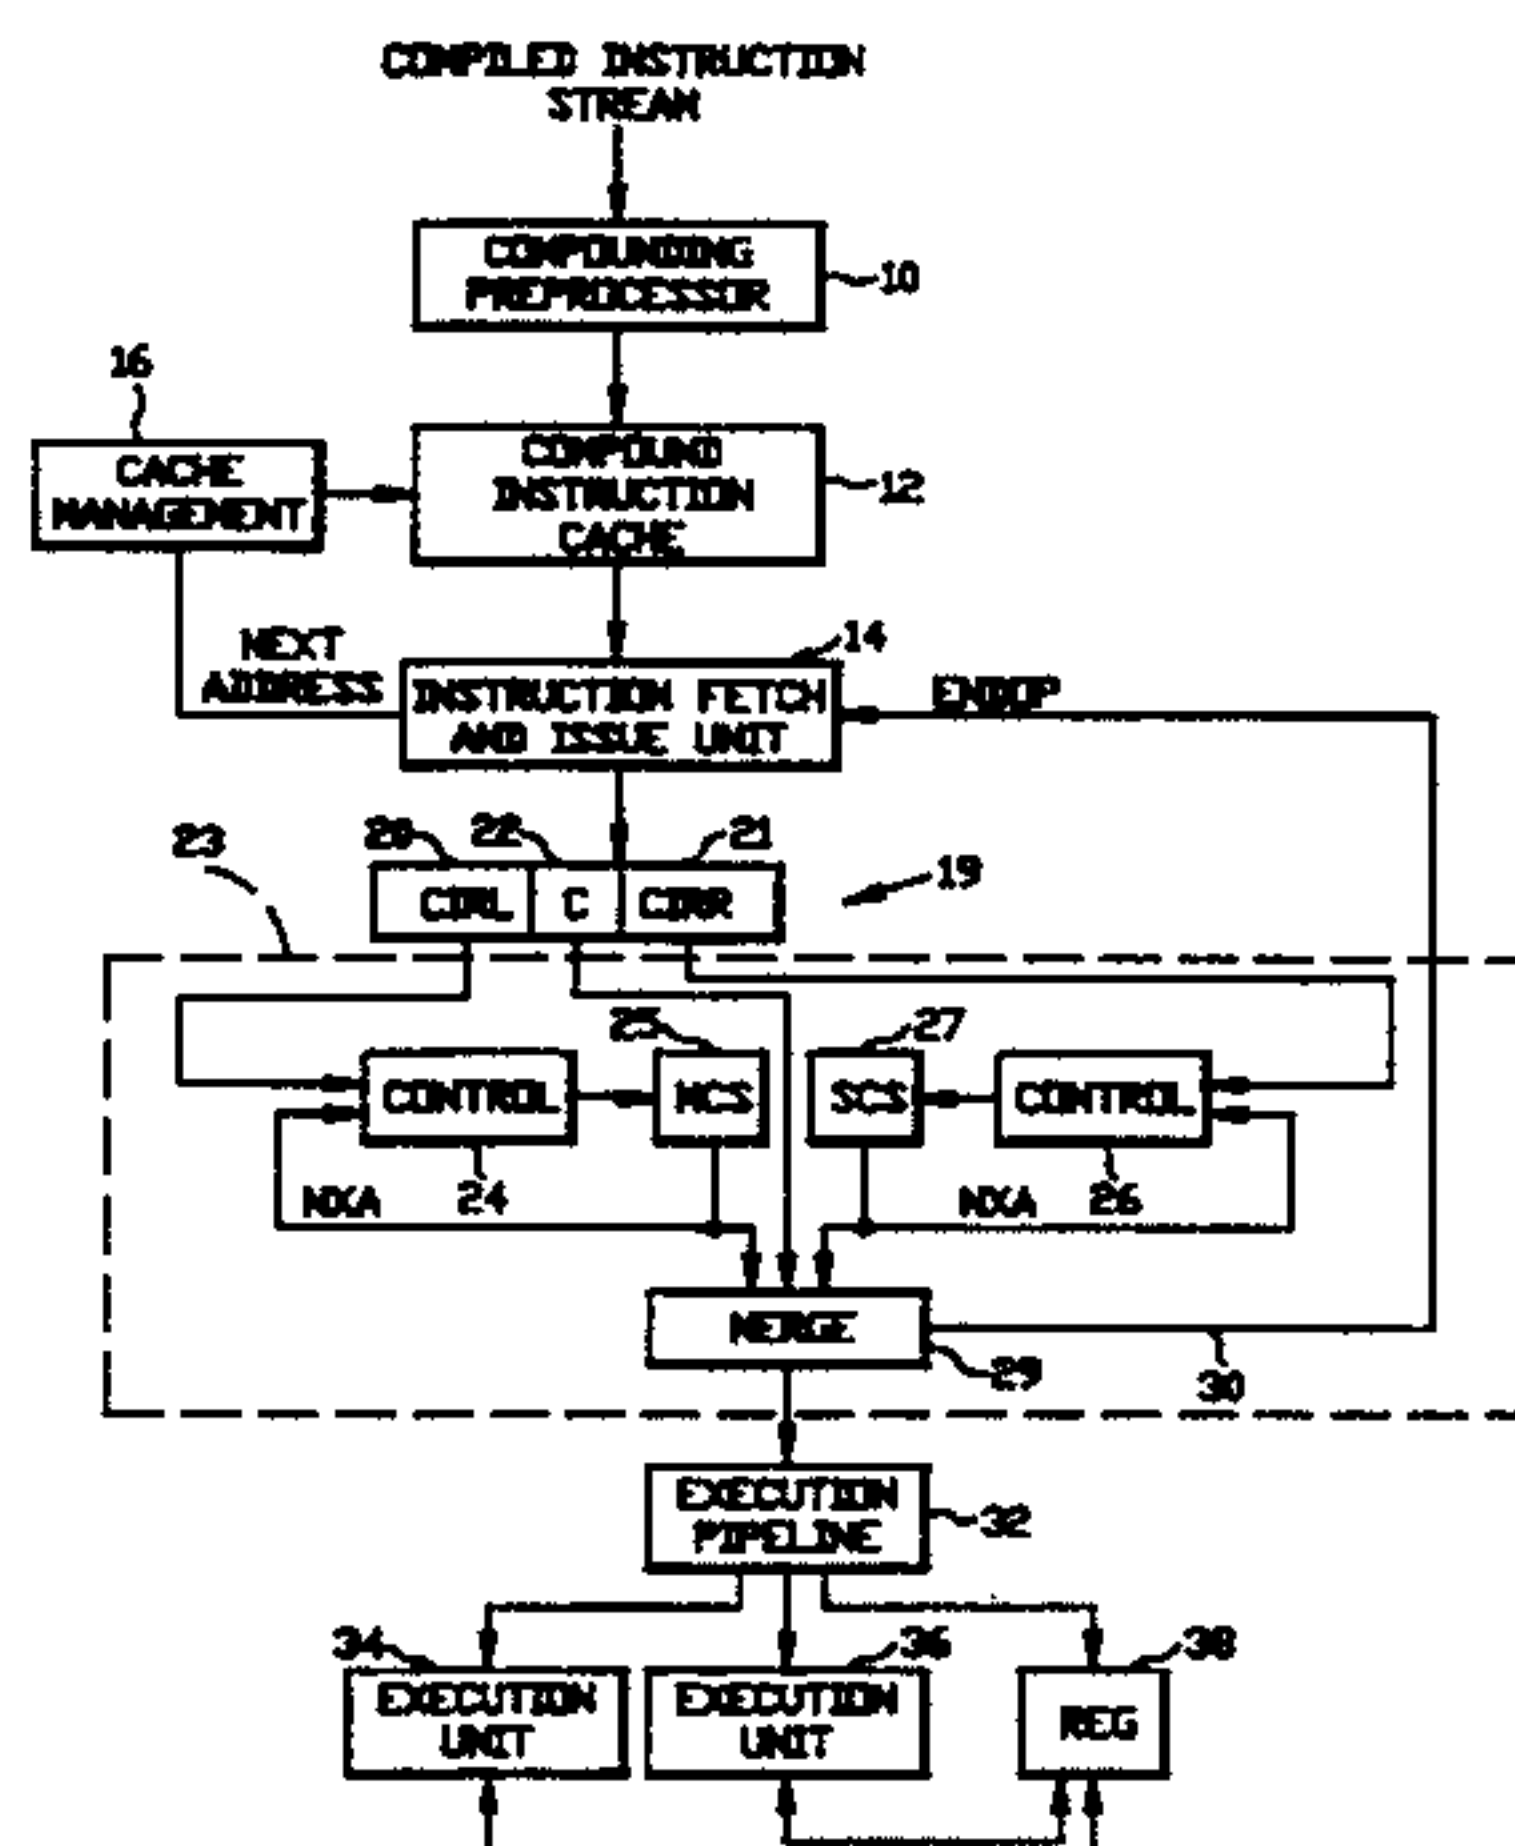 COMPILED INSTRUCTION
STREAM
COMPOUNDING
PREPROCESSOR
10
16
CACHE
MANAGEMENT
COMPOUND
INSTRUCTION
CACHE
12
NEXT
ADDRESS
14
INSTRUCTION FETCH
AND ISSUE UNIT
ENDOP
23
20
22
21
CIRL
C
CIRR
19
25
27
CONTROL
MCS
SCS
CONTROL
NXA
24
NXA
26
MERGE
29
30
EXECUTION
PIPELINE
32
34
36
38
EXECUTION
UNIT
EXECUTION
UNIT
REG